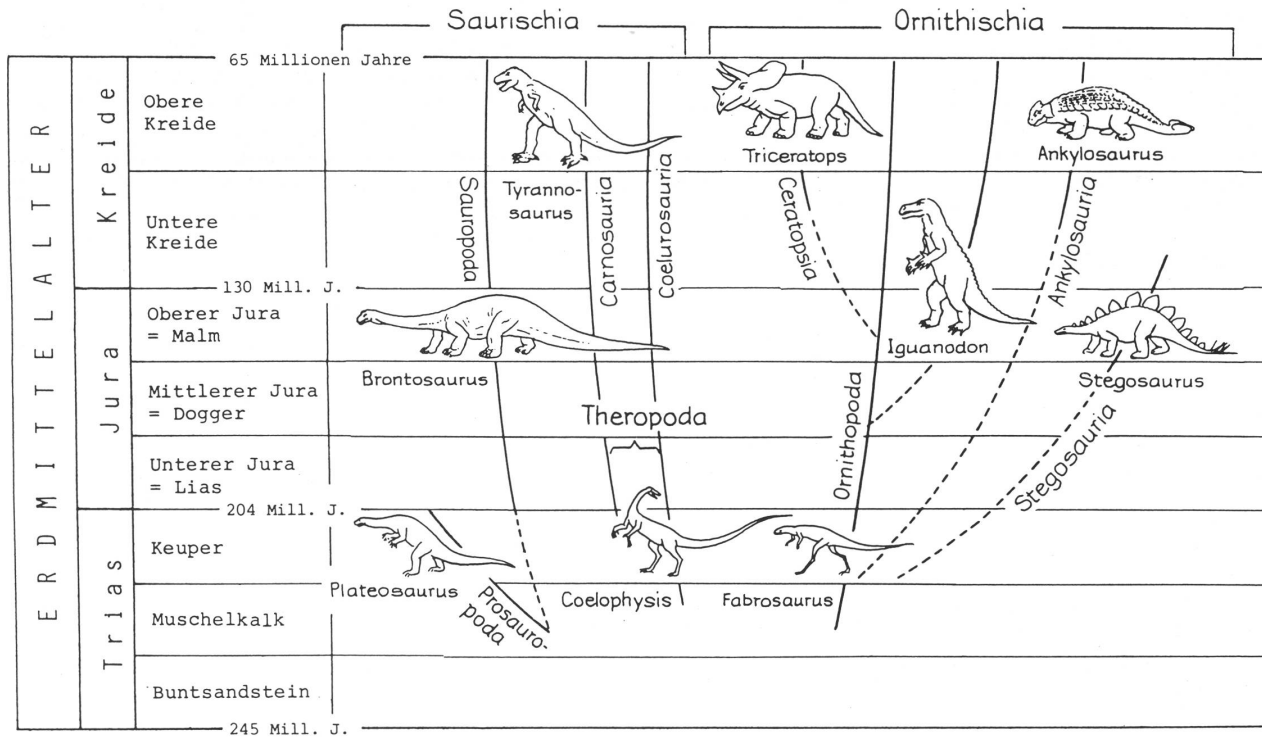 Saurischia
Ornithischia
65 Millionen Jahre
ERDMITTELALTER
Kreide
Obere
Kreide
Triceratops
Ankylosaurus
Tyranno-
saurus
Sauropoda
Carnosauria
Coelurosauria
Ceratopsia
Ankylosauria
Untere
Kreide
130 Mill. J.
Jura
Oberer Jura
= Malm
Iguanodon
Brontosaurus
Stegosaurus
Mittlerer Jura
= Dogger
Theropoda
Ornithopoda
Stegosauria
Unterer Jura
= Lias
204 Mill. J.
Trias
Keuper
Plateosaurus
Prosauro-
poda
Coelophysis
Fabrosaurus
Muschelkalk
Buntsandstein
245 Mill. J.